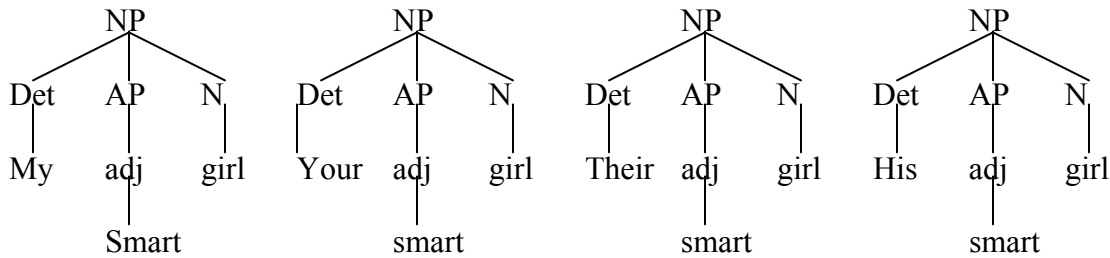 NP NP NP NP
Det AP N Det AP N Det AP N Det AP N
My adj girl Your adj girl Their adj girl His adj girl
Smart smart smart smart